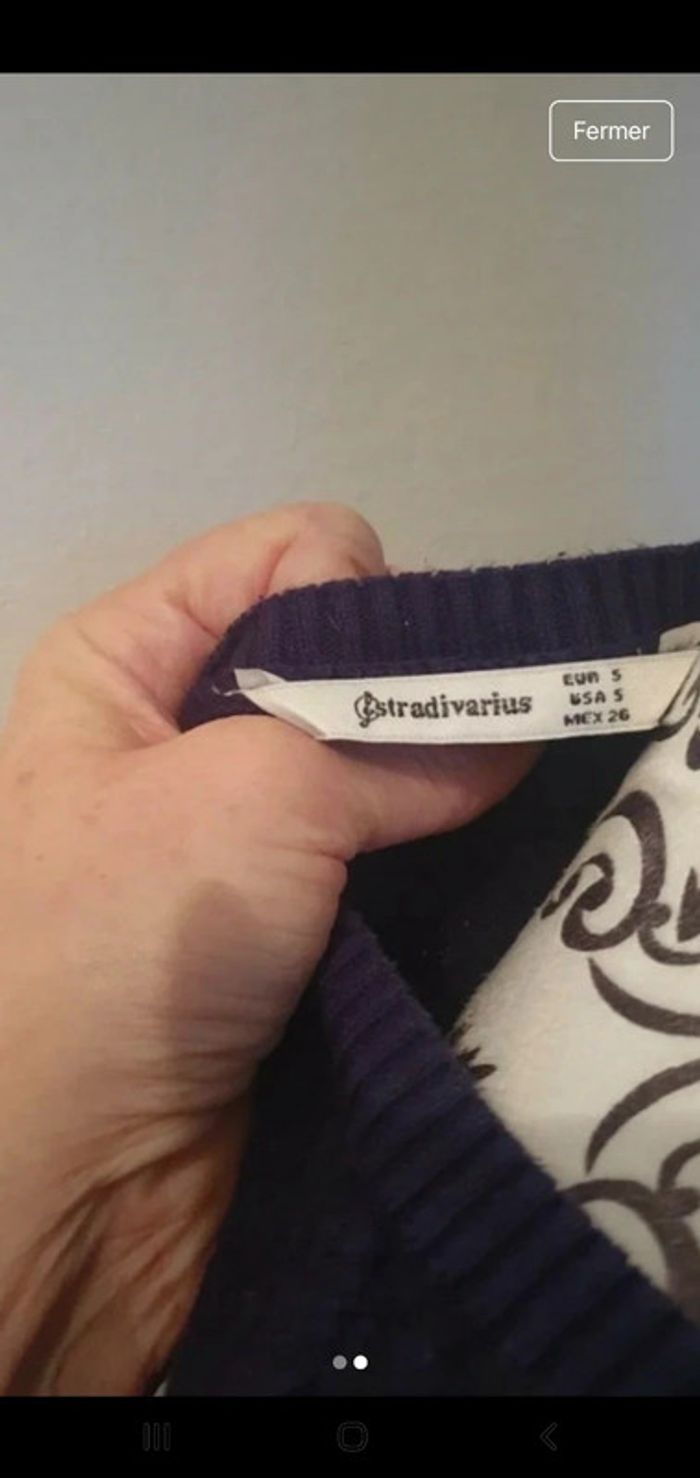 Fermer
stradivarius
EUR S
USA S
MEX 26